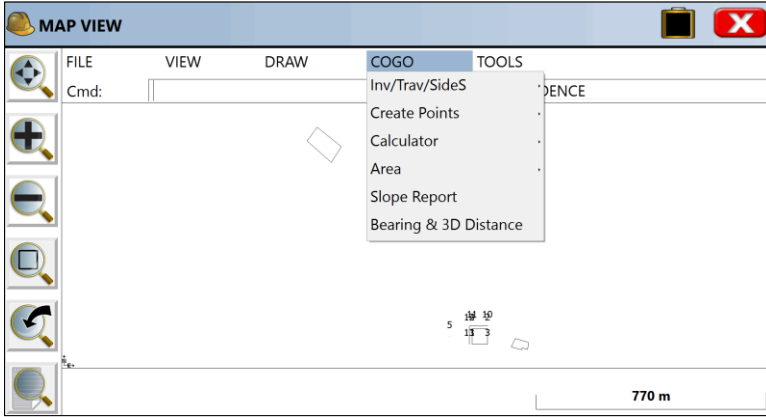 MAP VIEW
FILE VIEW DRAW COGO TOOLS
Cmd: DENCE
Inv/Trav/SideS
Create Points
Calculator
Area
Slope Report
Bearing & 3D Distance
10
5
3
770 m